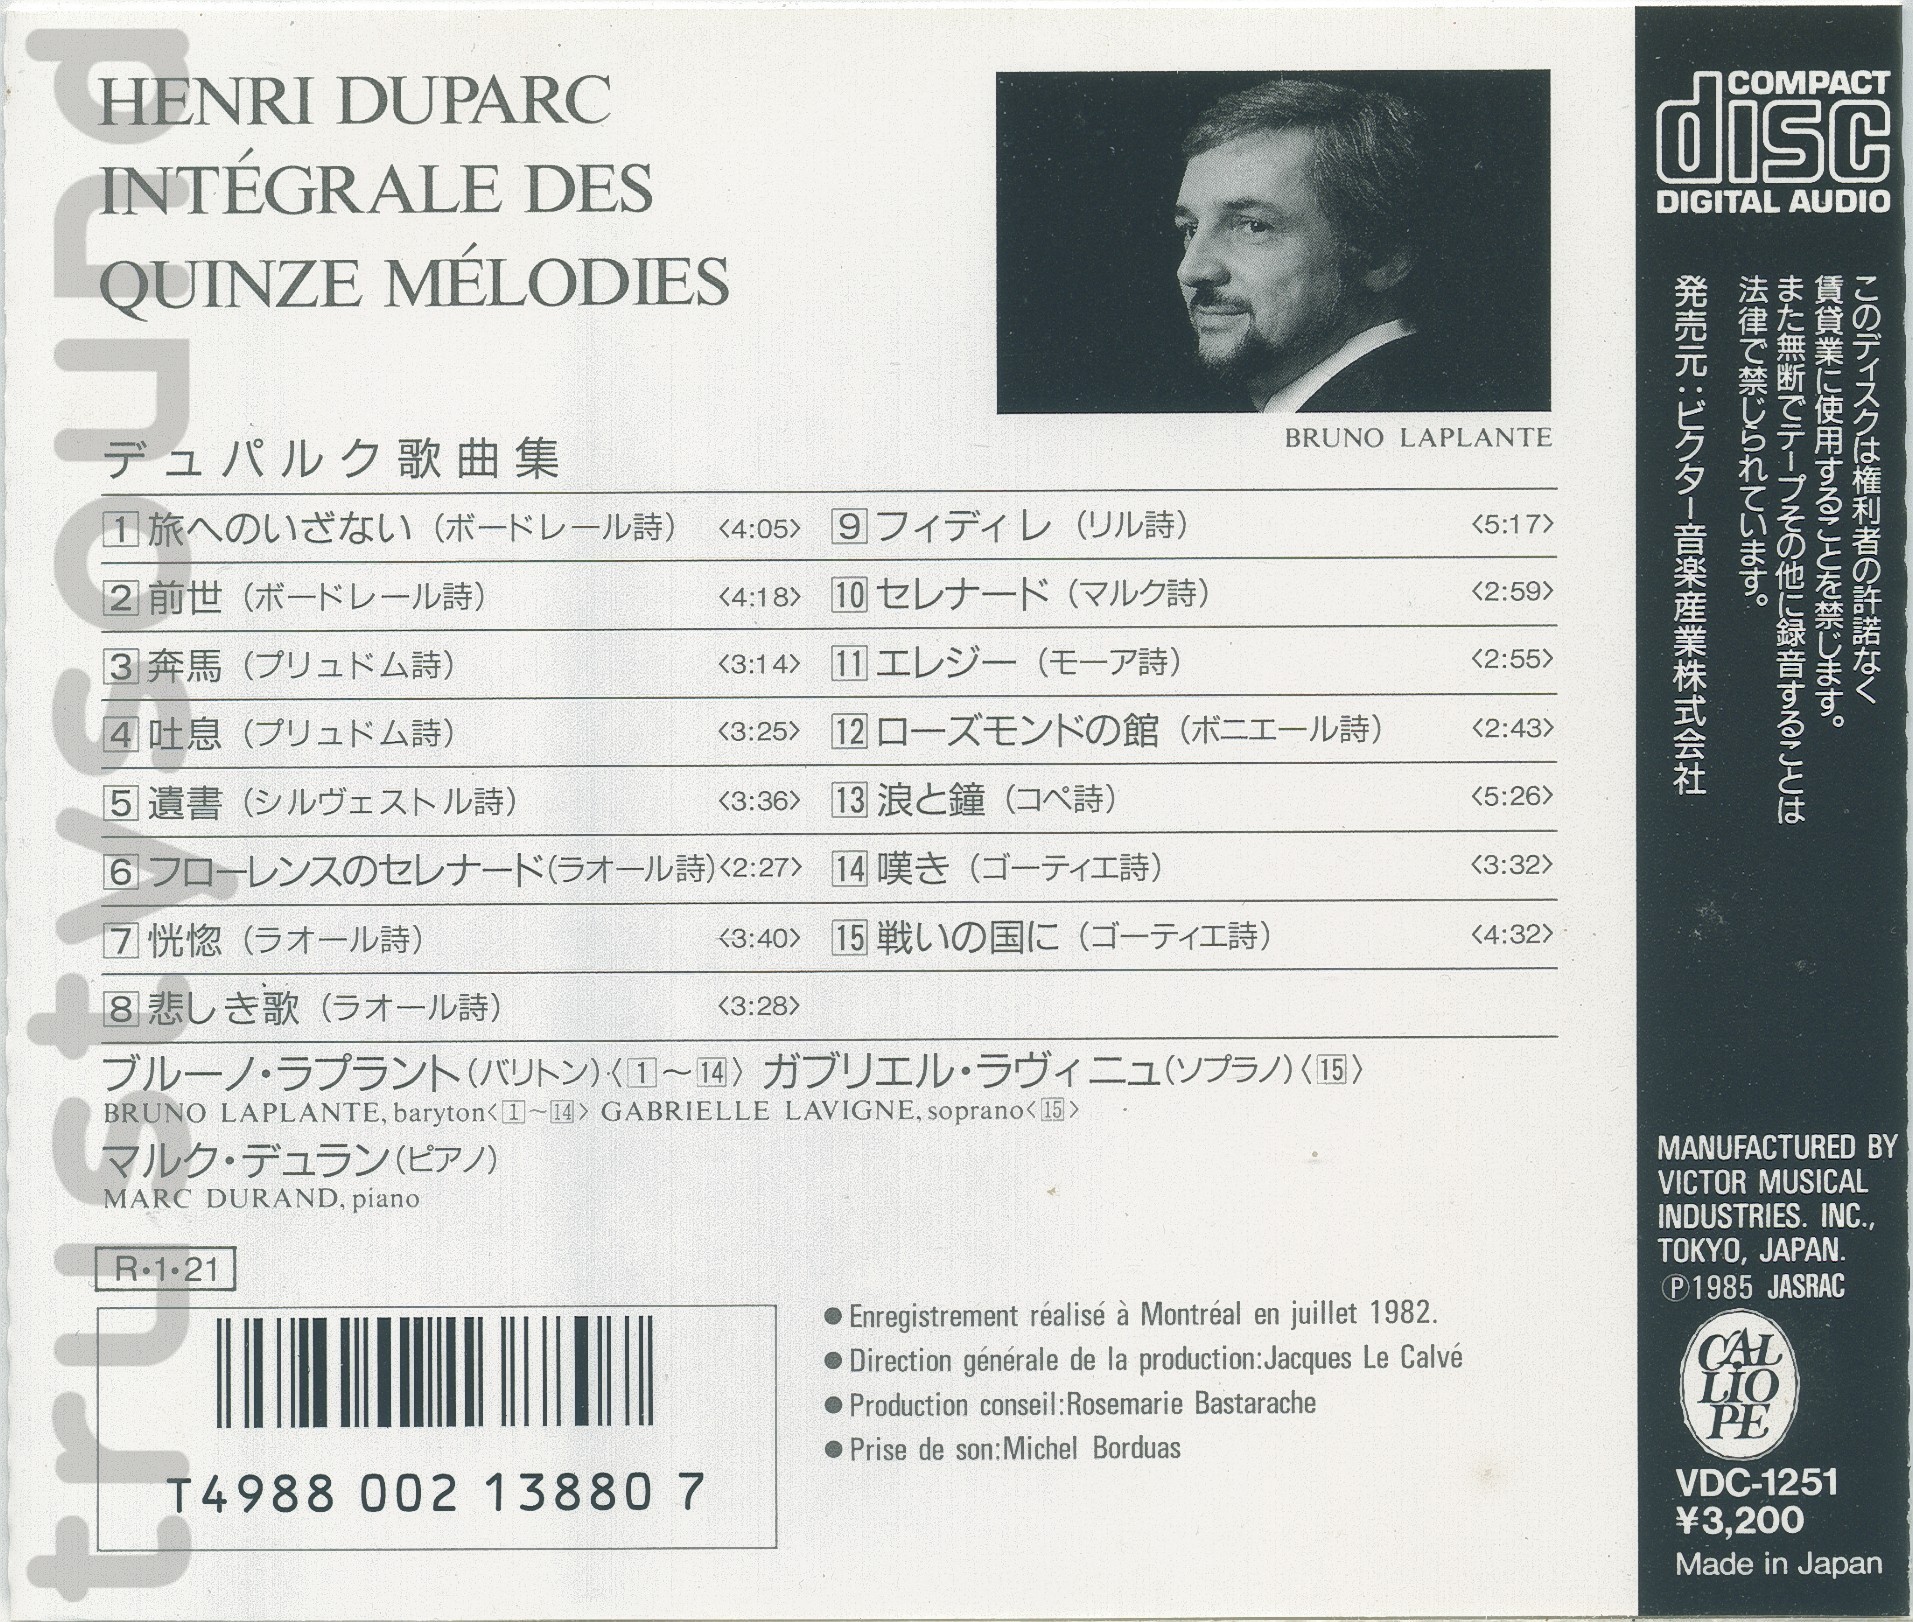 HENRI DUPARC
INTÉGRALE DES
QUINZE MÉLODIES
BRUNO LAPLANTE
デュパルク歌曲集
1 旅へのいざない（ボードレール詩） 〈4:05〉
2 前世（ボードレール詩） 〈4:18〉
3 奔馬（プリュドム詩） 〈3:14〉
4 吐息（プリュドム詩） 〈3:25〉
5 遺書（シルヴェストル詩） 〈3:36〉
6 フローレンスのセレナード（ラオール詩）〈2:27〉
7 恍惚（ラオール詩） 〈3:40〉
8 悲しき歌（ラオール詩） 〈3:28〉
9 フィディレ（リル詩） 〈5:17〉
10 セレナード（マルク詩） 〈2:59〉
11 エレジー（モーア詩） 〈2:55〉
12 ローズモンドの館（ボニエール詩） 〈2:43〉
13 浪と鐘（コペ詩） 〈5:26〉
14 嘆き（ゴーティエ詩） 〈3:32〉
15 戦いの国に（ゴーティエ詩） 〈4:32〉
ブルーノ・ラプラント（バリトン）・〈1～14〉 ガブリエル・ラヴィニュ（ソプラノ）〈15〉
BRUNO LAPLANTE, baryton<1~14> GABRIELLE LAVIGNE, soprano<15>
マルク・デュラン（ピアノ）
MARC DURAND, piano
R・1・21
T4988 002 13880 7
●Enregistrement réalisé à Montréal en juillet 1982.
●Direction générale de la production:Jacques Le Calvé
●Production conseil:Rosemarie Bastarache
●Prise de son:Michel Borduas
COMPACT
disc
DIGITAL AUDIO
このディスクは権利者の許諾なく
賃貸業に使用することを禁じます。
また無断でテープその他に録音することは
法律で禁じられています。
発売元：ビクター音楽産業株式会社
MANUFACTURED BY
VICTOR MUSICAL
INDUSTRIES. INC.,
TOKYO, JAPAN.
Ⓟ1985 JASRAC
CAL
LIO
PE
VDC-1251
¥3,200
Made in Japan
trustysound